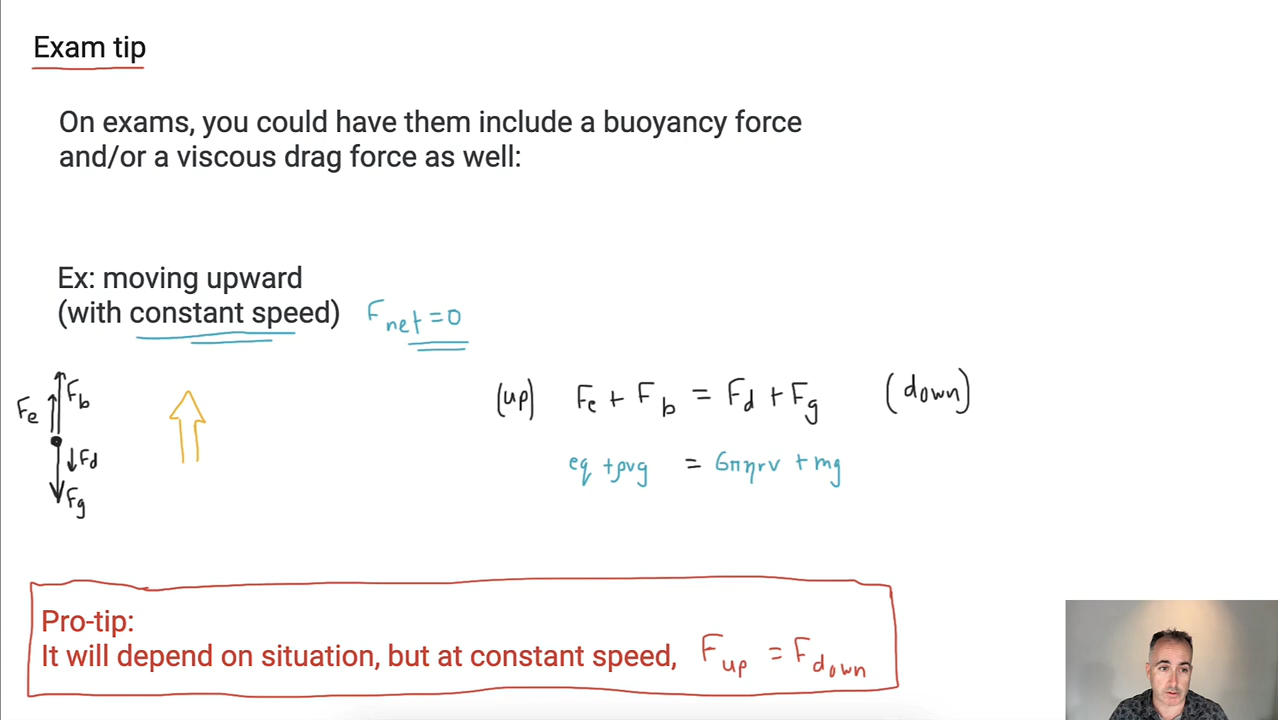 Exam tip
On exams, you could have them include a buoyancy force
and/or a viscous drag force as well:
Ex: moving upward
(with constant speed) Fnet = 0
Fe Fb
Fd
Fg
(up) Fe + Fb = Fd + Fg (down)
eq + ρvg = 6πηrv + mg
Pro-tip:
It will depend on situation, but at constant speed, Fup = Fdown